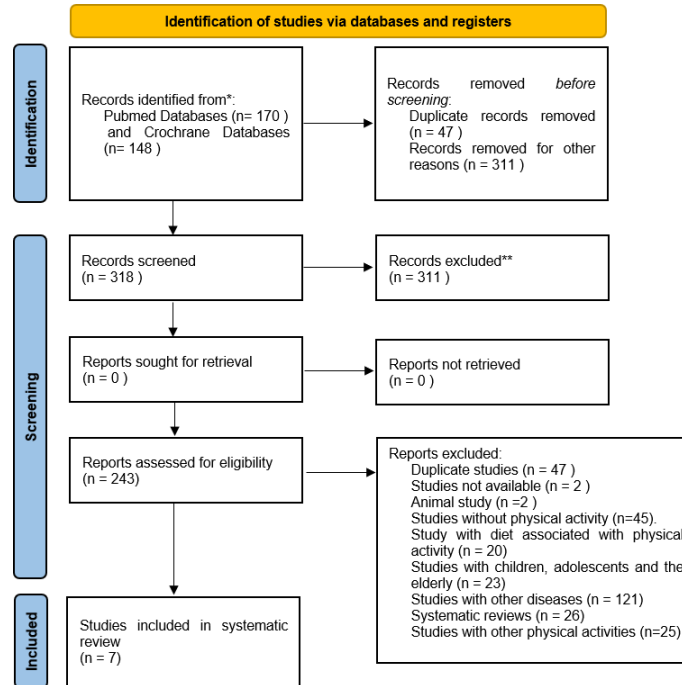 Identification of studies via databases and registers
Identification
Records identified from*:
Pubmed Databases (n= 170 )
and Crochrane Databases
(n= 148 )
Records removed before
screening:
Duplicate records removed
(n = 47 )
Records removed for other
reasons (n = 311 )
Screening
Records screened
(n = 318 )
Records excluded**
(n = 311 )
Reports sought for retrieval
(n = 0 )
Reports not retrieved
(n = 0 )
Reports assessed for eligibility
(n = 243)
Reports excluded:
Duplicate studies (n = 47 )
Studies not available (n = 2 )
Animal study (n =2 )
Studies without physical activity (n=45).
Study with diet associated with physical
activity (n = 20)
Studies with children, adolescents and the
elderly (n = 23)
Studies with other diseases (n = 121)
Systematic reviews (n = 26)
Studies with other physical activities (n=25)
Included
Studies included in systematic
review
(n = 7)